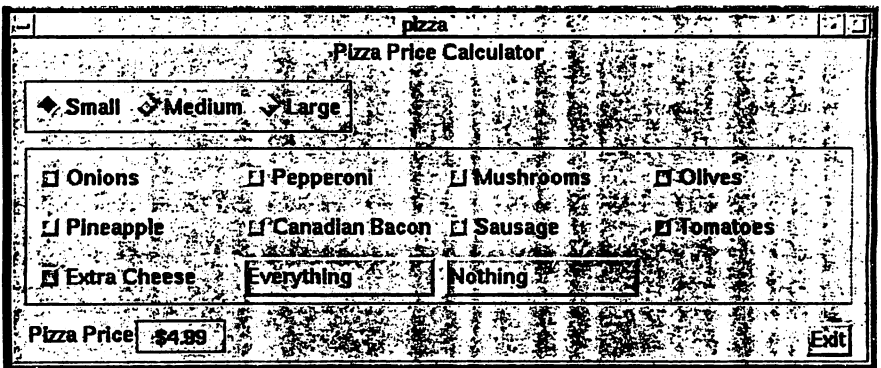 pizza
Pizza Price Calculator
Small Medium Large
Onions Pepperoni Mushrooms Olives
Pineapple Canadian Bacon Sausage Tomatoes
Extra Cheese Everything Nothing
Pizza Price $4.99 Exit